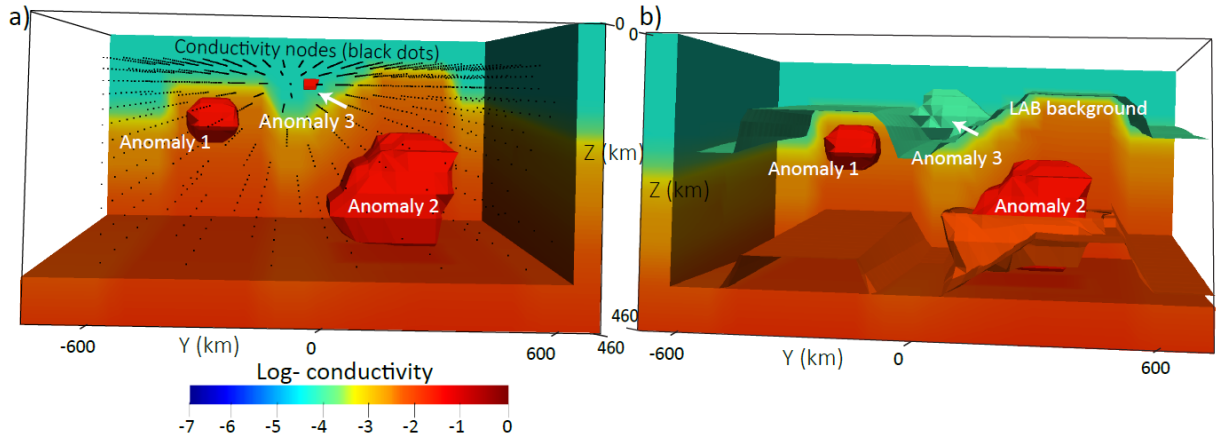 a)
Conductivity nodes (black dots)
Anomaly 1
Anomaly 3
Anomaly 2
0
Z (km)
460
-600
Y (km)
0
600
Log- conductivity
-7
-6
-5
-4
-3
-2
-1
0
b)
0
LAB background
Anomaly 1
Anomaly 3
Z (km)
Anomaly 2
460
-600
Y (km)
0
600